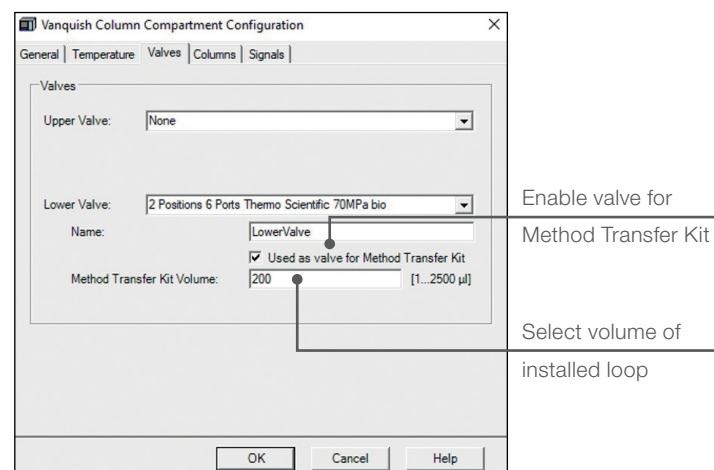 Vanquish Column Compartment Configuration
General Temperature Valves Columns Signals
Valves
Upper Valve: None
Lower Valve: 2 Positions 6 Ports Thermo Scientific 70MPa bio
Name: LowerValve
Used as valve for Method Transfer Kit
Method Transfer Kit Volume: 200 [1...2500 µl]
OK Cancel Help
Enable valve for
Method Transfer Kit
Select volume of
installed loop